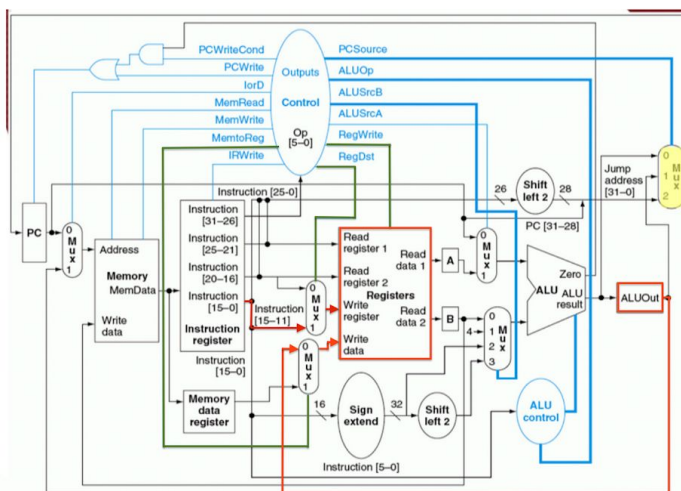 PCWriteCond
PCWrite
IorD
MemRead
MemWrite
MemtoReg
IRWrite
Outputs
Control
Op
[5–0]
PCSource
ALUOp
ALUSrcB
ALUSrcA
RegWrite
RegDst
PC
0
M
u
x
1
Address
Memory
MemData
Write
data
Instruction [25-0]
Instruction
[31–26]
Instruction
[25–21]
Instruction
[20–16]
Instruction
[15–0]
Instruction
register
Instruction
[15–0]
Memory
data
register
Instruction
[15–11]
0
M
u
x
1
0
M
u
x
1
Read
register 1
Read
register 2
Registers
Write
register
Write
data
Read
data 1
Read
data 2
A
B
4
0
M
u
x
1
0
1
2
3
M
u
x
16
Sign
extend
32
Shift
left 2
Instruction [5–0]
26
Shift
left 2
28
Jump
address
[31–0]
PC [31–28]
Zero
ALU
ALU
result
ALUOut
ALU
control
0
1
2
M
u
x